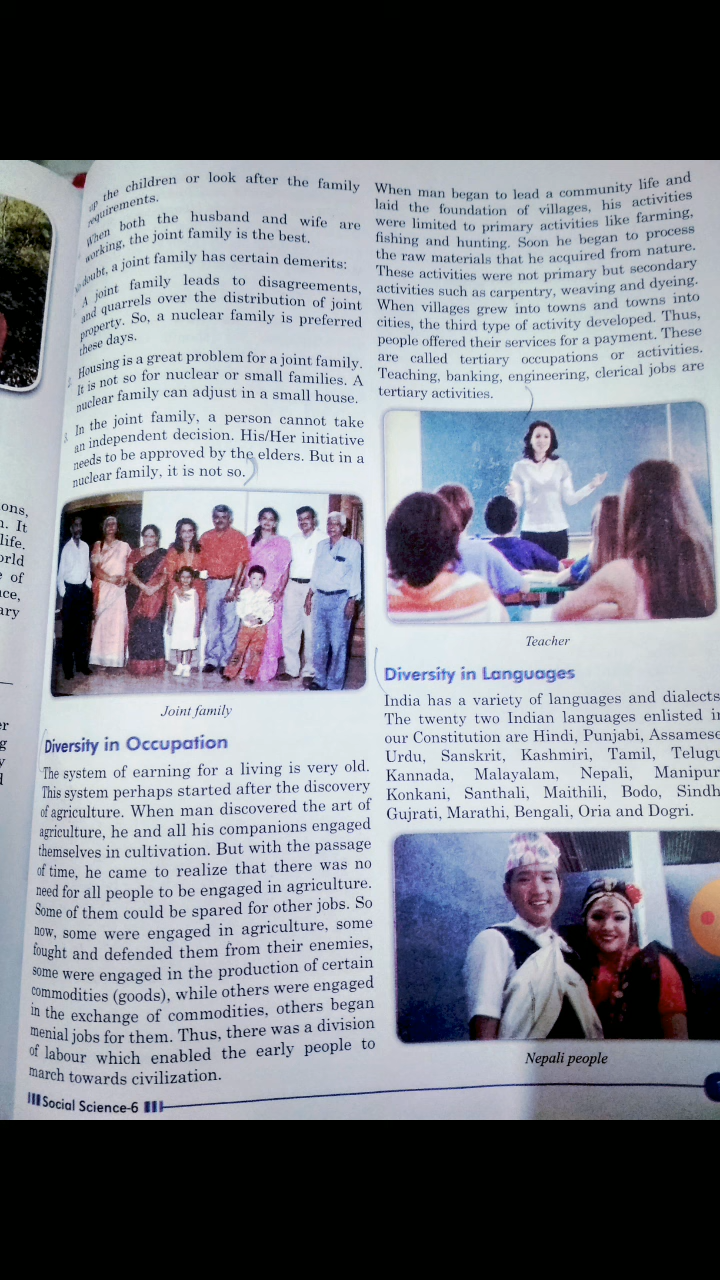 up the children or look after the family
requirements.
When both the husband and wife are
working, the joint family is the best.
doubt, a joint family has certain demerits:
A joint family leads to disagreements,
and quarrels over the distribution of joint
property. So, a nuclear family is preferred
these days.
2. Housing is a great problem for a joint family.
It is not so for nuclear or small families. A
nuclear family can adjust in a small house.
3. In the joint family, a person cannot take
an independent decision. His/Her initiative
needs to be approved by the elders. But in a
nuclear family, it is not so.
Joint family
Diversity in Occupation
The system of earning for a living is very old.
This system perhaps started after the discovery
of agriculture. When man discovered the art of
agriculture, he and all his companions engaged
themselves in cultivation. But with the passage
of time, he came to realize that there was no
need for all people to be engaged in agriculture.
Some of them could be spared for other jobs. So
now, some were engaged in agriculture, some
fought and defended them from their enemies,
some were engaged in the production of certain
commodities (goods), while others were engaged
in the exchange of commodities, others began
menial jobs for them. Thus, there was a division
of labour which enabled the early people to
march towards civilization.
Social Science-6
When man began to lead a community life and
laid the foundation of villages, his activities
were limited to primary activities like farming,
fishing and hunting. Soon he began to process
the raw materials that he acquired from nature.
These activities were not primary but secondary
activities such as carpentry, weaving and dyeing.
When villages grew into towns and towns into
cities, the third type of activity developed. Thus,
people offered their services for a payment. These
are called tertiary occupations or activities.
Teaching, banking, engineering, clerical jobs are
tertiary activities.
Teacher
Diversity in Languages
India has a variety of languages and dialects
The twenty two Indian languages enlisted in
our Constitution are Hindi, Punjabi, Assamese
Urdu, Sanskrit, Kashmiri, Tamil, Telugu
Kannada, Malayalam, Nepali, Manipur
Konkani, Santhali, Maithili, Bodo, Sindh
Gujrati, Marathi, Bengali, Oria and Dogri.
Nepali people